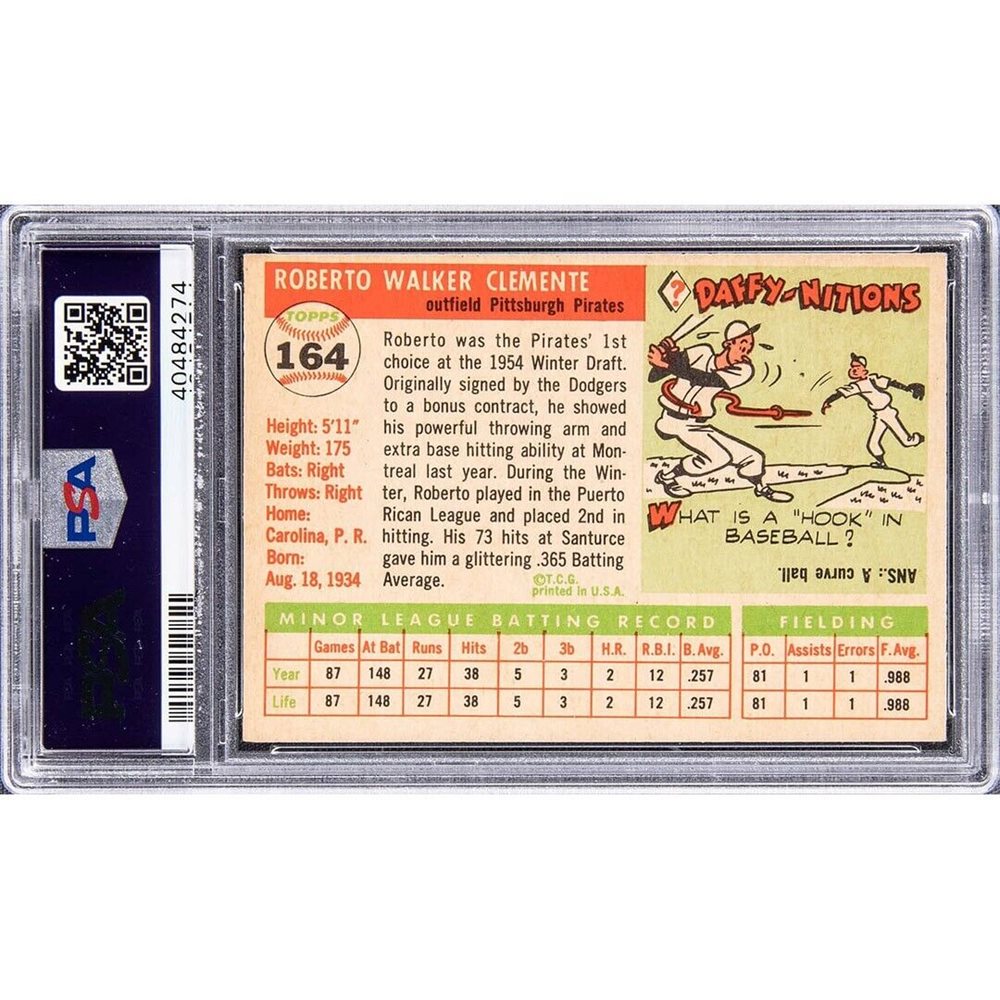 40484274
PSA
PSA
ROBERTO WALKER CLEMENTE
outfield Pittsburgh Pirates
TOPPS
164
Height: 5'11"
Weight: 175
Bats: Right
Throws: Right
Home:
Carolina, P. R.
Born:
Aug. 18, 1934
Roberto was the Pirates' 1st
choice at the 1954 Winter Draft.
Originally signed by the Dodgers
to a bonus contract, he showed
his powerful throwing arm and
extra base hitting ability at Mon-
treal last year. During the Win-
ter, Roberto played in the Puerto
Rican League and placed 2nd in
hitting. His 73 hits at Santurce
gave him a glittering .365 Batting
Average.
©T.C.G.
printed in U.S.A.
? DAFFY-NITIONS
WHAT IS A "HOOK" IN
BASEBALL?
ANS.: A curve ball.
MINOR LEAGUE BATTING RECORD
Games At Bat Runs Hits 2b 3b H.R. R.B.I. B. Avg.
Year 87 148 27 38 5 3 2 12 .257
Life 87 148 27 38 5 3 2 12 .257
FIELDING
P.O. Assists Errors F. Avg.
81 1 1 .988
81 1 1 .988